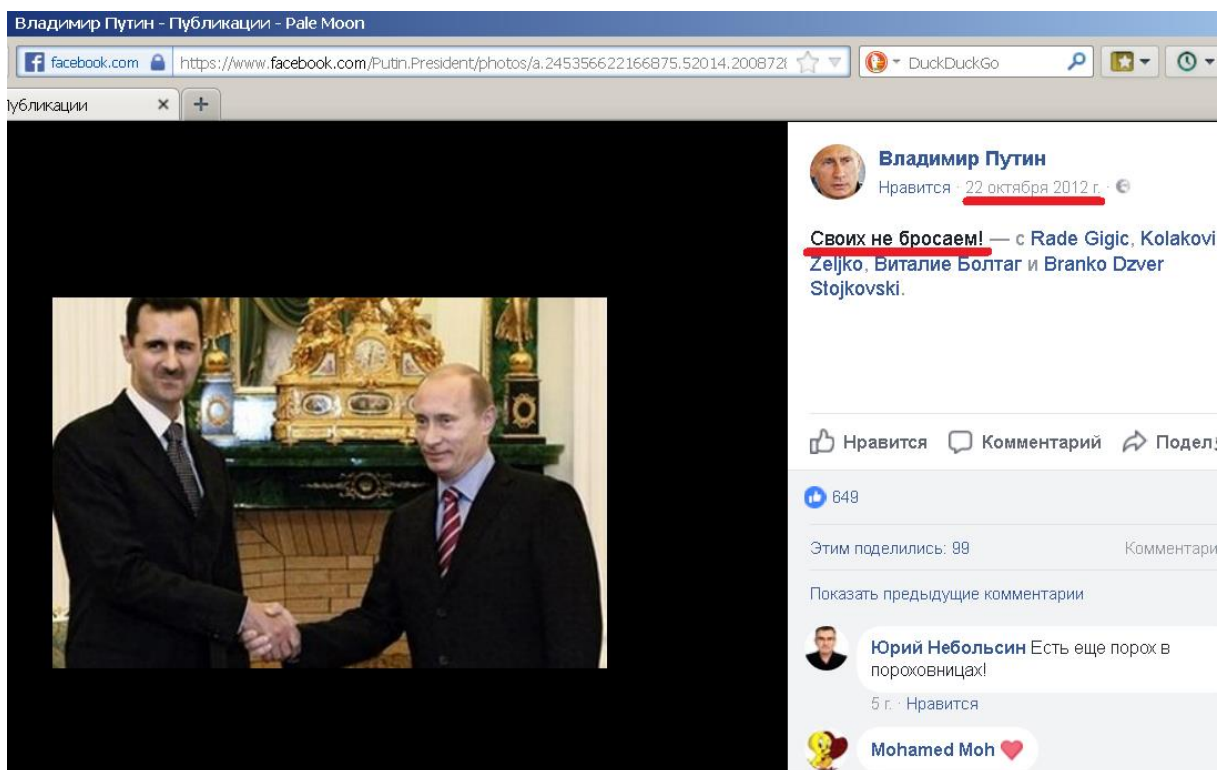 Владимир Путин - Публикации - Pale Moon
facebook.com https://www.facebook.com/Putin.President/photos/a.245356622166875.52014.2008728 DuckDuckGo
Публикации × +
Владимир Путин
Нравится · 22 октября 2012 г. ·
Своих не бросаем! — с Rade Gigic, Kolakovi
Zeljko, Виталие Болтаг и Branko Dzver
Stojkovski.
Нравится Комментарий
649
Этим поделились: 99
Показать предыдущие комментарии
Юрий Небольсин Есть еще порох в
пороховницах!
5 г. · Нравится
Mohamed Moh